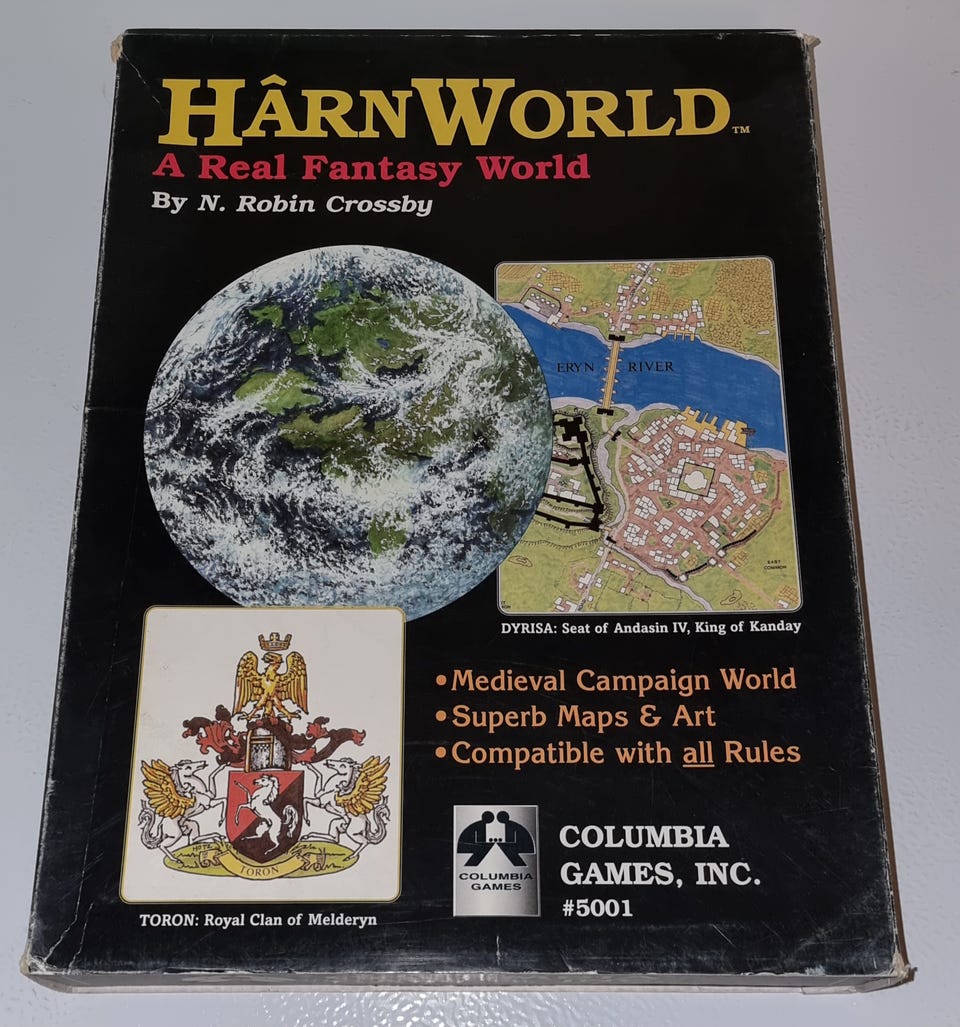 HÂRNWORLD™
A Real Fantasy World
By N. Robin Crossby
ERYN RIVER
EAST
COMMON
DYRISA: Seat of Andasin IV, King of Kanday
• Medieval Campaign World
• Superb Maps & Art
• Compatible with all Rules
TORON
TORON: Royal Clan of Melderyn
COLUMBIA
GAMES
COLUMBIA
GAMES, INC.
#5001